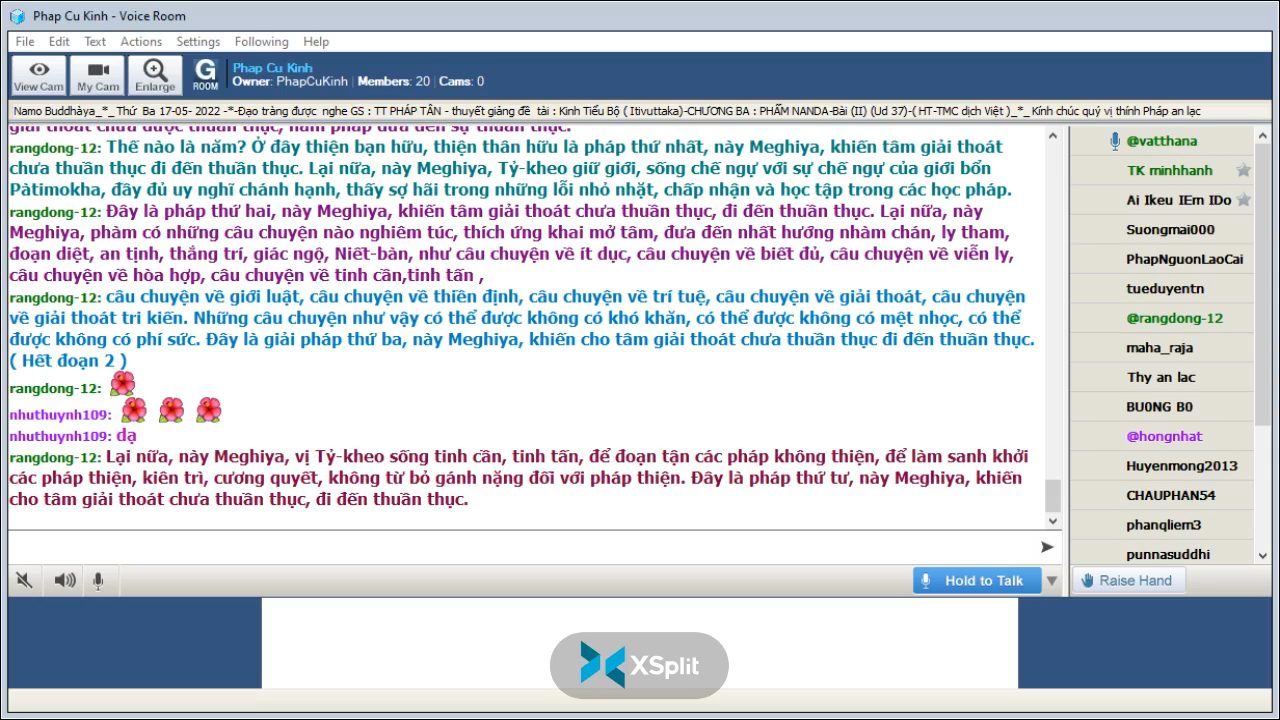 Phap Cu Kinh - Voice Room
File Edit Text Actions Settings Following Help
View Cam My Cam Enlarge G ROOM
Phap Cu Kinh
Owner: PhapCuKinh Members: 20 Cams: 0
Namo Buddhàya_*_ Thứ Ba 17-05- 2022 -*-Đạo tràng được nghe GS : TT PHÁP TÂN - thuyết giảng đề tài : Kinh Tiểu Bộ ( Itivuttaka)-CHƯƠNG BA : PHẨM NANDA-Bài (II) (Ud 37)-( HT-TMC dịch Việt ) _*_ Kính chúc quý vị thính Pháp an lạc
giải thoát chưa được thuần thục, năm pháp đưa đến sự thuần thục.
rangdong-12: Thế nào là năm? Ở đây thiện bạn hữu, thiện thân hữu là pháp thứ nhất, này Meghiya, khiến tâm giải thoát
chưa thuần thục đi đến thuần thục. Lại nữa, này Meghiya, Tỷ-kheo giữ giới, sống chế ngự với sự chế ngự của giới bổn
Pàtimokha, đầy đủ uy nghĩ chánh hạnh, thấy sợ hãi trong những lỗi nhỏ nhặt, chấp nhận và học tập trong các học pháp.
rangdong-12: Đây là pháp thứ hai, này Meghiya, khiến tâm giải thoát chưa thuần thục, đi đến thuần thục. Lại nữa, này
Meghiya, phàm có những câu chuyện nào nghiêm túc, thích ứng khai mở tâm, đưa đến nhất hướng nhàm chán, ly tham,
đoạn diệt, an tịnh, thắng trí, giác ngộ, Niết-bàn, như câu chuyện về ít dục, câu chuyện về biết đủ, câu chuyện về viễn ly,
câu chuyện về hòa hợp, câu chuyện về tinh cần,tinh tấn ,
rangdong-12: câu chuyện về giới luật, câu chuyện về thiền định, câu chuyện về trí tuệ, câu chuyện về giải thoát, câu chuyện
về giải thoát tri kiến. Những câu chuyện như vậy có thể được không có khó khăn, có thể được không có mệt nhọc, có thể
được không có phí sức. Đây là giải pháp thứ ba, này Meghiya, khiến cho tâm giải thoát chưa thuần thục đi đến thuần thục.
( Hết đoạn 2 )
rangdong-12:
nhuthuynh109:
nhuthuynh109: dạ
rangdong-12: Lại nữa, này Meghiya, vị Tỷ-kheo sống tinh cần, tinh tấn, để đoạn tận các pháp không thiện, để làm sanh khởi
các pháp thiện, kiên trì, cương quyết, không từ bỏ gánh nặng đối với pháp thiện. Đây là pháp thứ tư, này Meghiya, khiến
cho tâm giải thoát chưa thuần thục, đi đến thuần thục.
@vatthana
TK minhhanh
Ai Ikeu IEm IDo
Suongmai000
PhapNguonLaoCai
tueduyentn
@rangdong-12
maha_raja
Thy an lac
BU0NG B0
@hongnhat
Huyenmong2013
CHAUPHAN54
phanqliem3
punnasuddhi
Hold to Talk
Raise Hand
XSplit